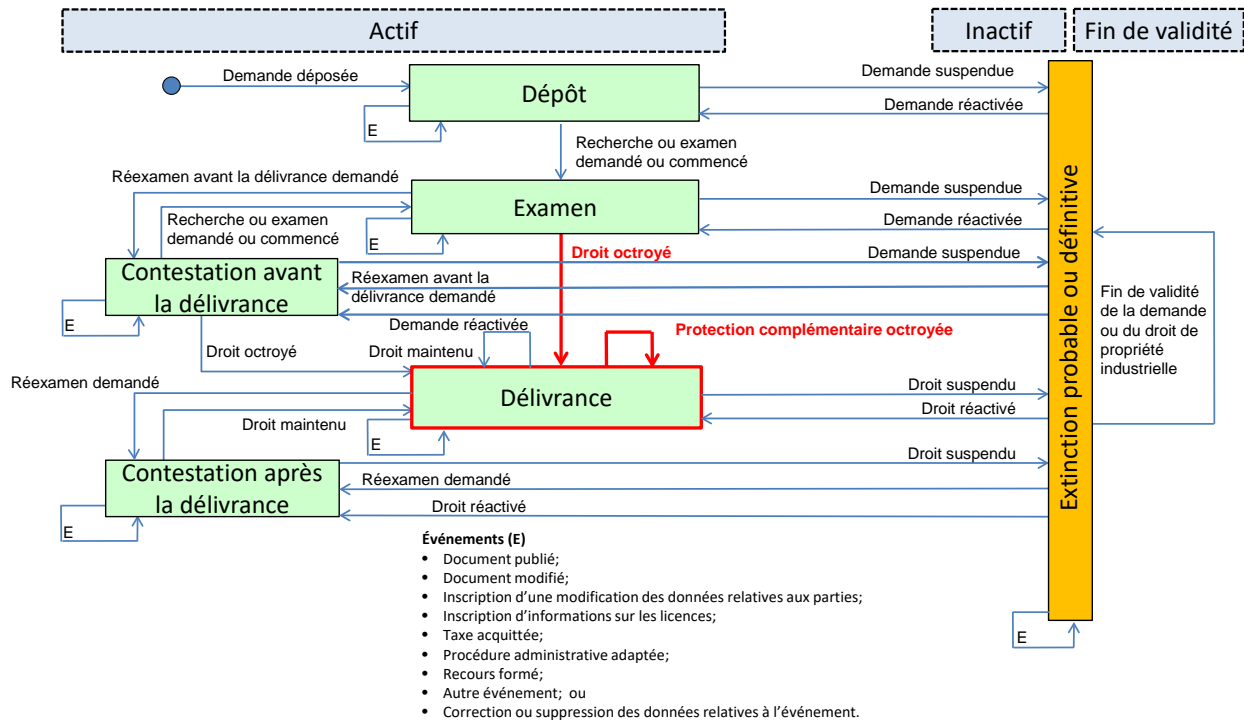 Actif
Inactif
Fin de validité
Demande déposée
Dépôt
Demande suspendue
Demande réactivée
E
Recherche ou examen
demandé ou commencé
Réexamen avant la délivrance demandé
Examen
Demande suspendue
Recherche ou examen
demandé ou commencé
Demande réactivée
E
Droit octroyé
Demande suspendue
Contestation avant
la délivrance
Réexamen avant la
délivrance demandé
E
Fin de validité
de la demande
ou du droit de
propriété
industrielle
Extinction probable ou définitive
Demande réactivée
Protection complémentaire octroyée
Droit octroyé
Droit maintenu
Réexamen demandé
Délivrance
Droit suspendu
Droit réactivé
Droit maintenu
E
Droit suspendu
Contestation après
la délivrance
Réexamen demandé
Droit réactivé
E
Événements (E)
• Document publié;
• Document modifié;
• Inscription d'une modification des données relatives aux parties;
• Inscription d'informations sur les licences;
• Taxe acquittée;
• Procédure administrative adaptée;
• Recours formé;
• Autre événement; ou
• Correction ou suppression des données relatives à l'événement.
E